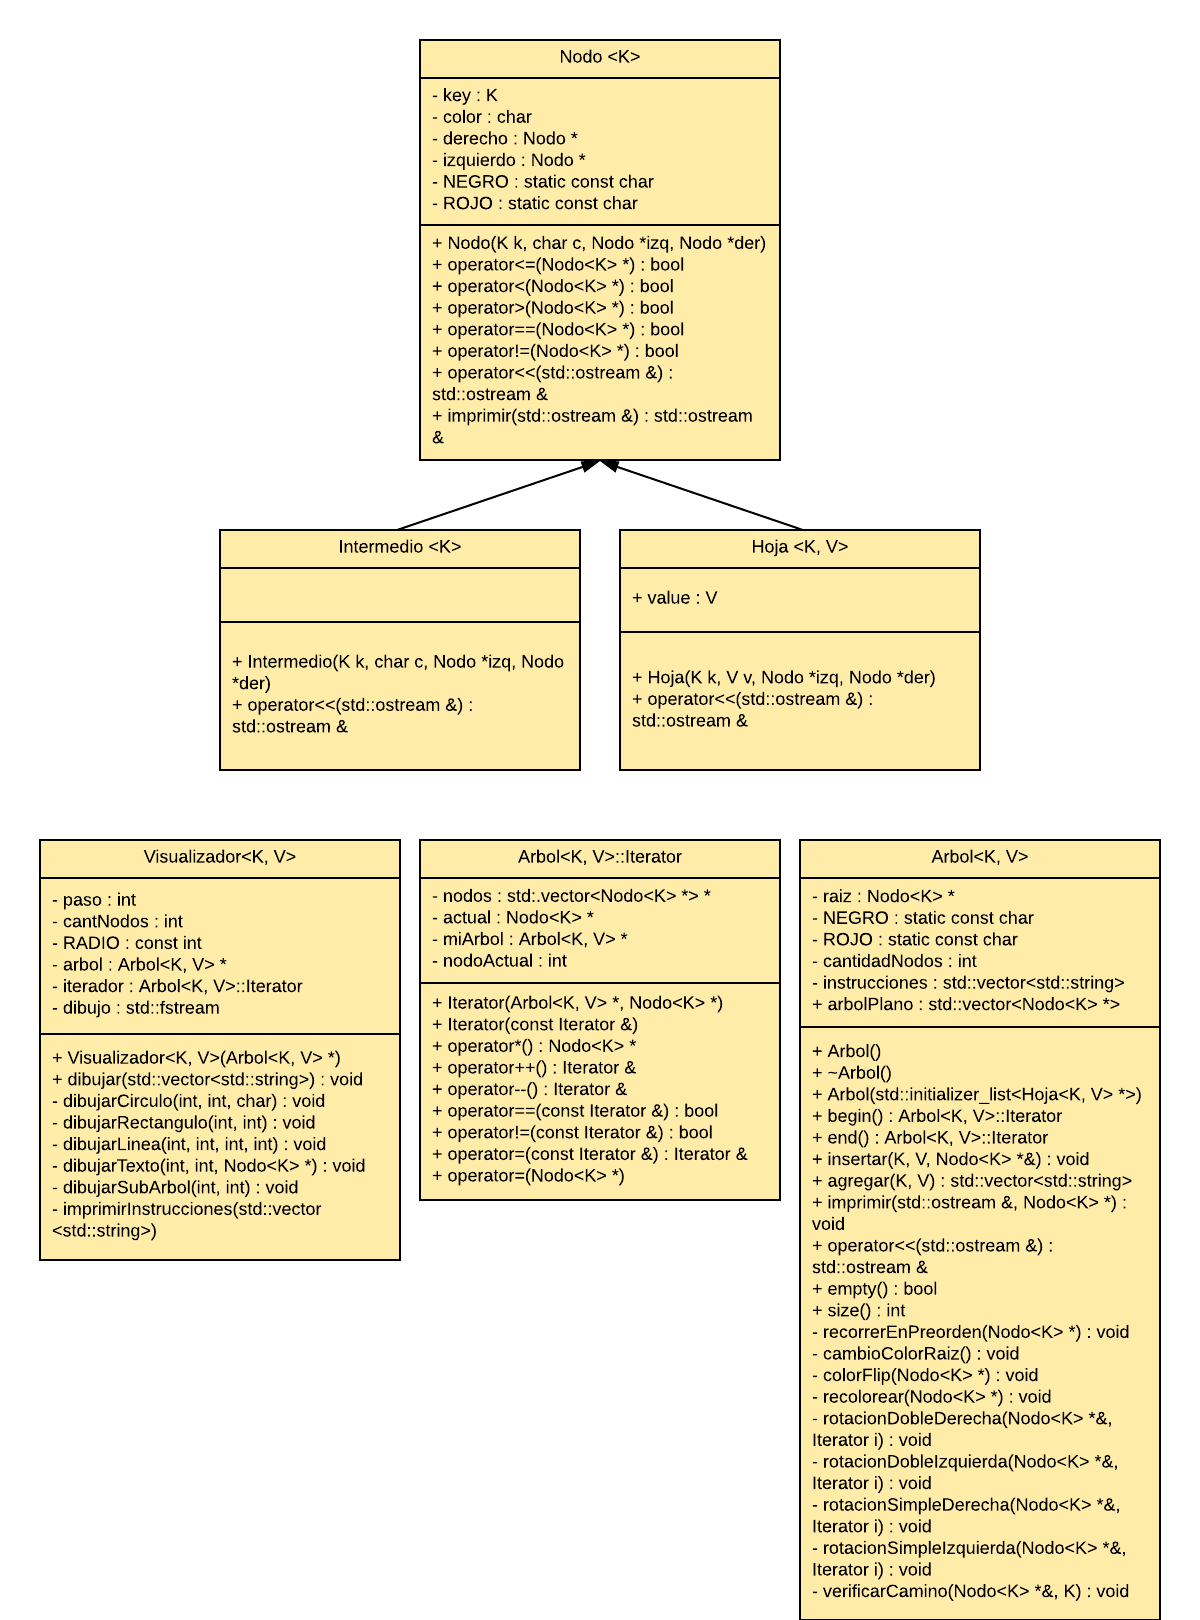 Nodo <K>
- key : K
- color : char
- derecho : Nodo *
- izquierdo : Nodo *
- NEGRO : static const char
- ROJO : static const char
+ Nodo(K k, char c, Nodo *izq, Nodo *der)
+ operator<=(Nodo<K> *) : bool
+ operator<(Nodo<K> *) : bool
+ operator>(Nodo<K> *) : bool
+ operator==(Nodo<K> *) : bool
+ operator!=(Nodo<K> *) : bool
+ operator<<(std::ostream &) :
std::ostream &
+ imprimir(std::ostream &) : std::ostream
&
Intermedio <K>
+ Intermedio(K k, char c, Nodo *izq, Nodo
*der)
+ operator<<(std::ostream &) :
std::ostream &
Hoja <K, V>
+ value : V
+ Hoja(K k, V v, Nodo *izq, Nodo *der)
+ operator<<(std::ostream &) :
std::ostream &
Visualizador<K, V>
- paso : int
- cantNodos : int
- RADIO : const int
- arbol : Arbol<K, V> *
- iterador : Arbol<K, V>::Iterator
- dibujo : std::fstream
+ Visualizador<K, V>(Arbol<K, V> *)
+ dibujar(std::vector<std::string>) : void
- dibujarCirculo(int, int, char) : void
- dibujarRectangulo(int, int) : void
- dibujarLinea(int, int, int, int) : void
- dibujarTexto(int, int, Nodo<K> *) : void
- dibujarSubArbol(int, int) : void
- imprimirInstrucciones(std::vector
<std::string>)
Arbol<K, V>::Iterator
- nodos : std:.vector<Nodo<K> *> *
- actual : Nodo<K> *
- miArbol : Arbol<K, V> *
- nodoActual : int
+ Iterator(Arbol<K, V> *, Nodo<K> *)
+ Iterator(const Iterator &)
+ operator*() : Nodo<K> *
+ operator++() : Iterator &
+ operator--() : Iterator &
+ operator==(const Iterator &) : bool
+ operator!=(const Iterator &) : bool
+ operator=(const Iterator &) : Iterator &
+ operator=(Nodo<K> *)
Arbol<K, V>
- raiz : Nodo<K> *
- NEGRO : static const char
- ROJO : static const char
- cantidadNodos : int
- instrucciones : std::vector<std::string>
+ arbolPlano : std::vector<Nodo<K> *>
+ Arbol()
+ ~Arbol()
+ Arbol(std::initializer_list<Hoja<K, V> *>)
+ begin() : Arbol<K, V>::Iterator
+ end() : Arbol<K, V>::Iterator
+ insertar(K, V, Nodo<K> *&) : void
+ agregar(K, V) : std::vector<std::string>
+ imprimir(std::ostream &, Nodo<K> *) :
void
+ operator<<(std::ostream &) :
std::ostream &
+ empty() : bool
+ size() : int
- recorrerEnPreorden(Nodo<K> *) : void
- cambioColorRaiz() : void
- colorFlip(Nodo<K> *) : void
- recolorear(Nodo<K> *) : void
- rotacionDobleDerecha(Nodo<K> *&,
Iterator i) : void
- rotacionDobleIzquierda(Nodo<K> *&,
Iterator i) : void
- rotacionSimpleDerecha(Nodo<K> *&,
Iterator i) : void
- rotacionSimpleIzquierda(Nodo<K> *&,
Iterator i) : void
- verificarCamino(Nodo<K> *&, K) : void